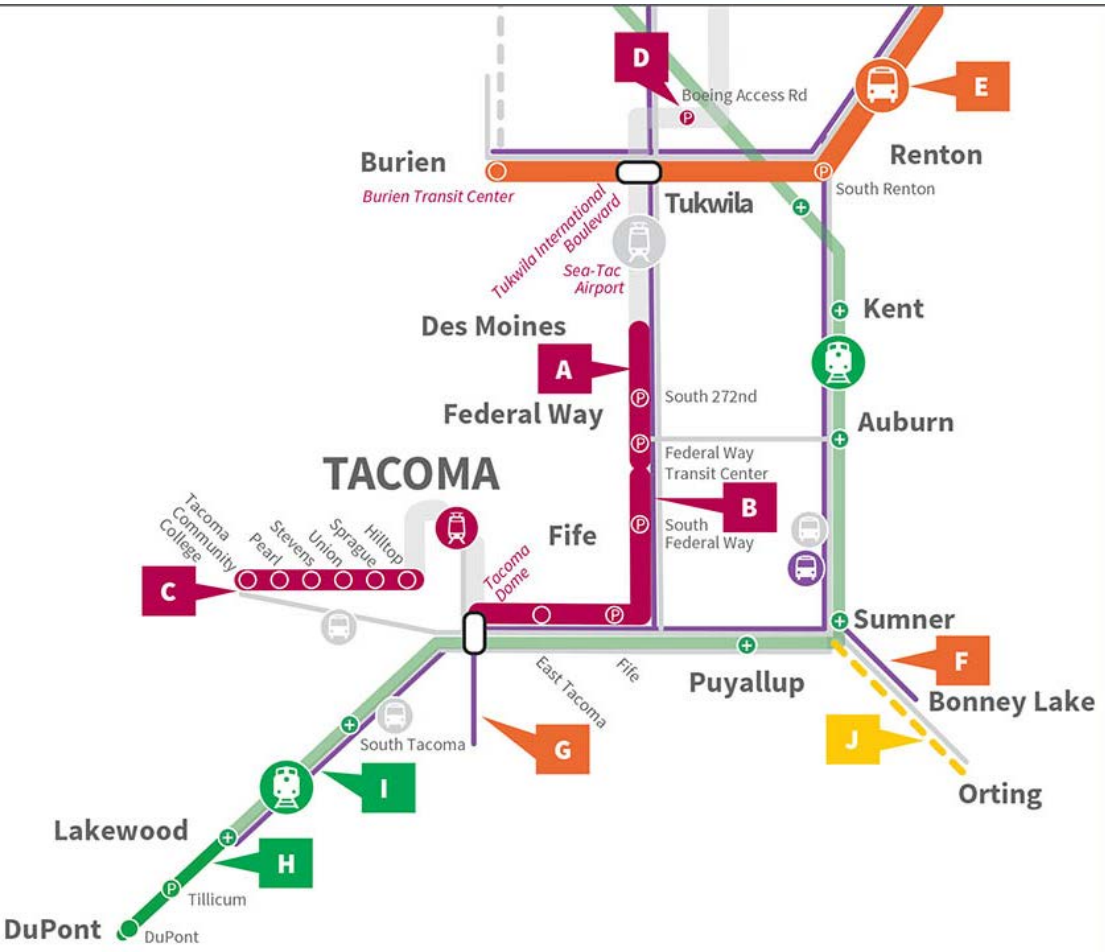 D
Boeing Access Rd
P
E
Burien
Renton
Burien Transit Center
P
South Renton
Tukwila
Tukwila International
Boulevard
Sea-Tac
Airport
Kent
Des Moines
A
P
South 272nd
Federal Way
Auburn
P
Federal Way
Transit Center
TACOMA
B
P
South
Federal Way
Fife
Tacoma
Community
College
Pearl
Stevens
Union
Sprague
Hilltop
C
Tacoma
Dome
P
Sumner
East Tacoma
Fife
F
Puyallup
Bonney Lake
South Tacoma
G
J
I
Orting
Lakewood
H
P
Tillicum
DuPont
DuPont